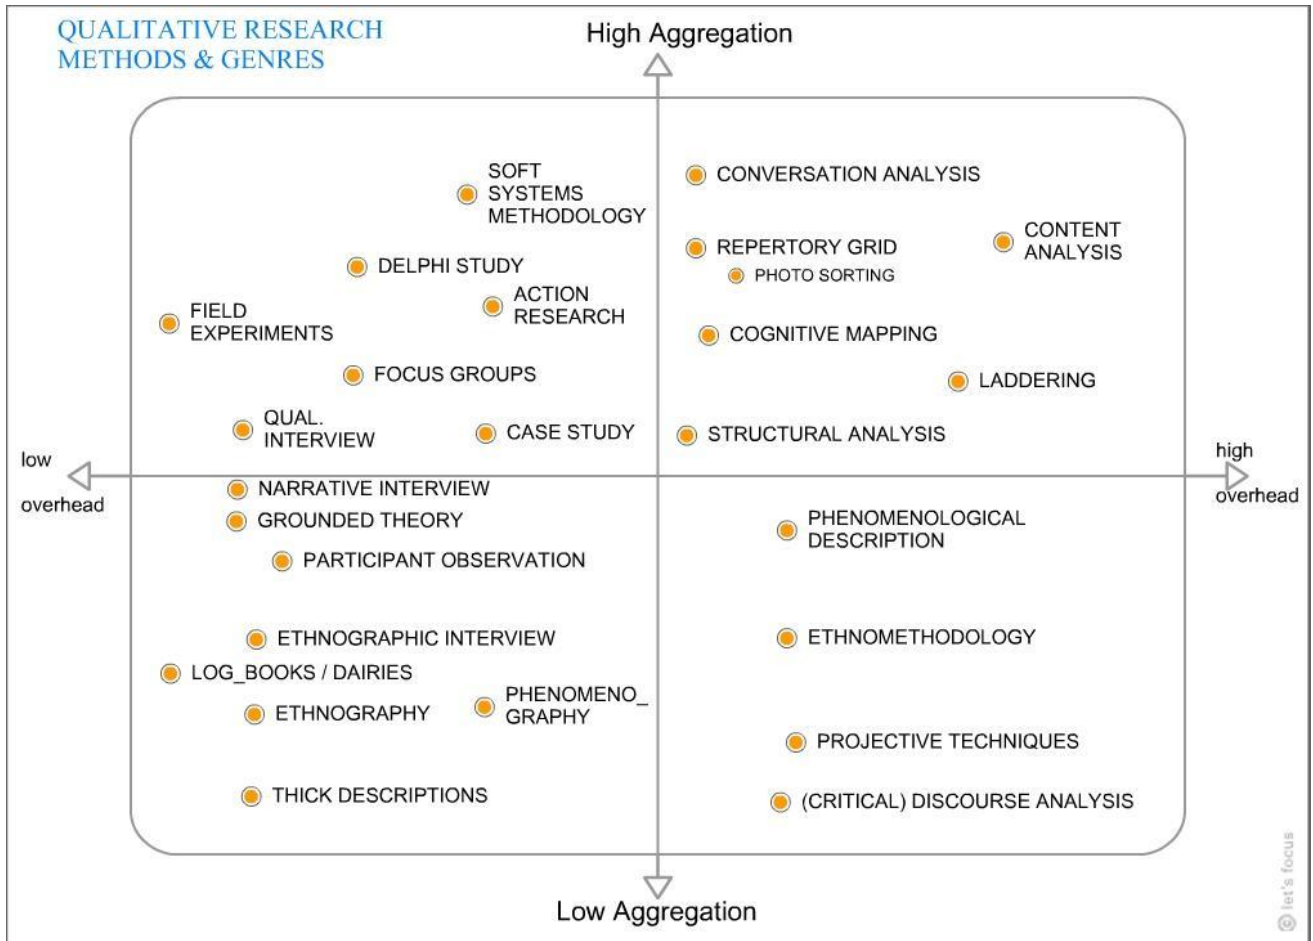 QUALITATIVE RESEARCH
METHODS & GENRES
High Aggregation
SOFT
SYSTEMS
METHODOLOGY
CONVERSATION ANALYSIS
CONTENT
ANALYSIS
REPERTORY GRID
PHOTO SORTING
DELPHI STUDY
ACTION
RESEARCH
FIELD
EXPERIMENTS
COGNITIVE MAPPING
FOCUS GROUPS
LADDERING
QUAL.
INTERVIEW
CASE STUDY
STRUCTURAL ANALYSIS
low
overhead
high
overhead
NARRATIVE INTERVIEW
GROUNDED THEORY
PHENOMENOLOGICAL
DESCRIPTION
PARTICIPANT OBSERVATION
ETHNOGRAPHIC INTERVIEW
ETHNOMETHODOLOGY
LOG_BOOKS / DAIRIES
PHENOMENO_
GRAPHY
ETHNOGRAPHY
PROJECTIVE TECHNIQUES
THICK DESCRIPTIONS
(CRITICAL) DISCOURSE ANALYSIS
Low Aggregation
© let's focus